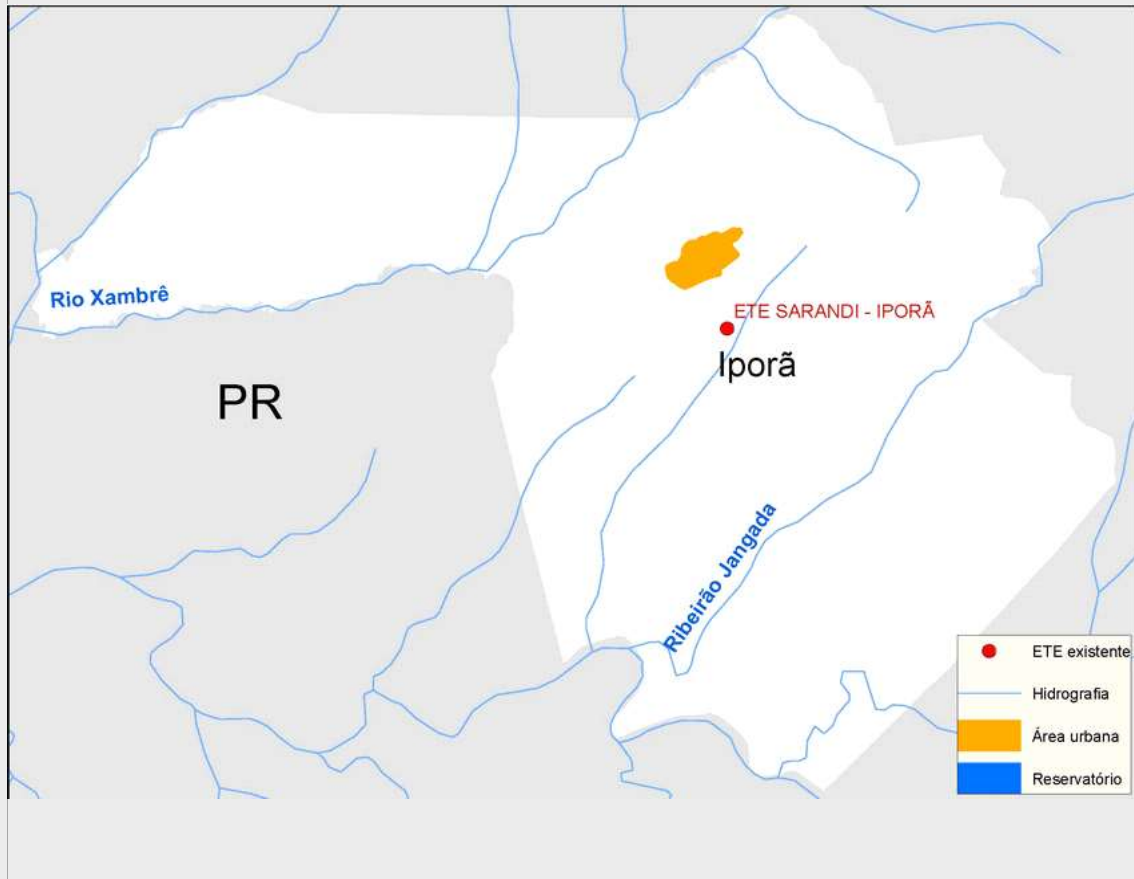 Rio Xambrê
ETE SARANDI - IPORÃ
Iporã
PR
Ribeirão Jangada
ETE existente
Hidrografia
Área urbana
Reservatório